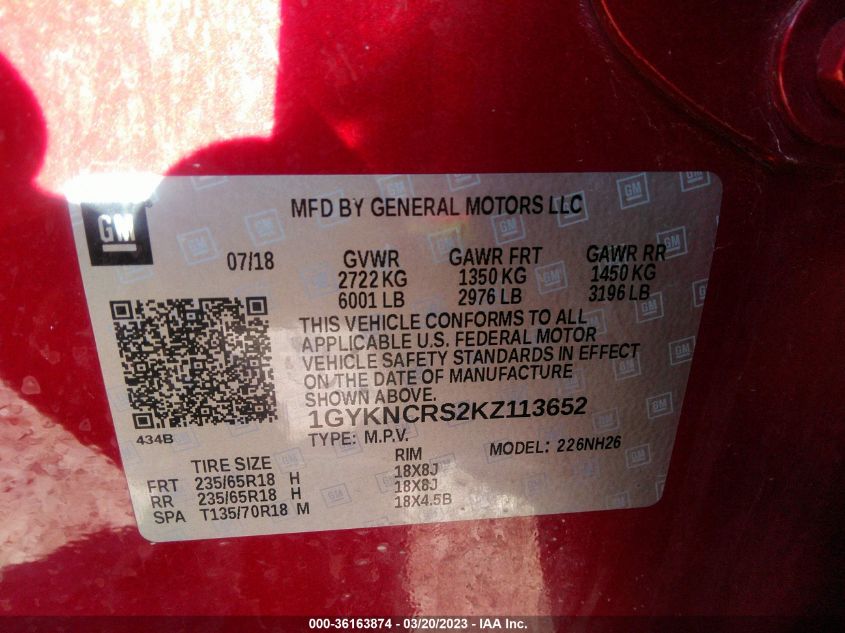 GM
MFD BY GENERAL MOTORS LLC
07/18 GVWR GAWR FRT GAWR RR
2722 KG 1350 KG 1450 KG
6001 LB 2976 LB 3196 LB
THIS VEHICLE CONFORMS TO ALL
APPLICABLE U.S. FEDERAL MOTOR
VEHICLE SAFETY STANDARDS IN EFFECT
ON THE DATE OF MANUFACTURE
SHOWN ABOVE.
434B
1GYKNCRS2KZ113652
TYPE: M.P.V. MODEL: 226NH26
TIRE SIZE RIM
FRT 235/65R18 H 18X8J
RR 235/65R18 H 18X8J
SPA T135/70R18 M 18X4.5B
000-36163874 — 03/20/2023 — IAA Inc.